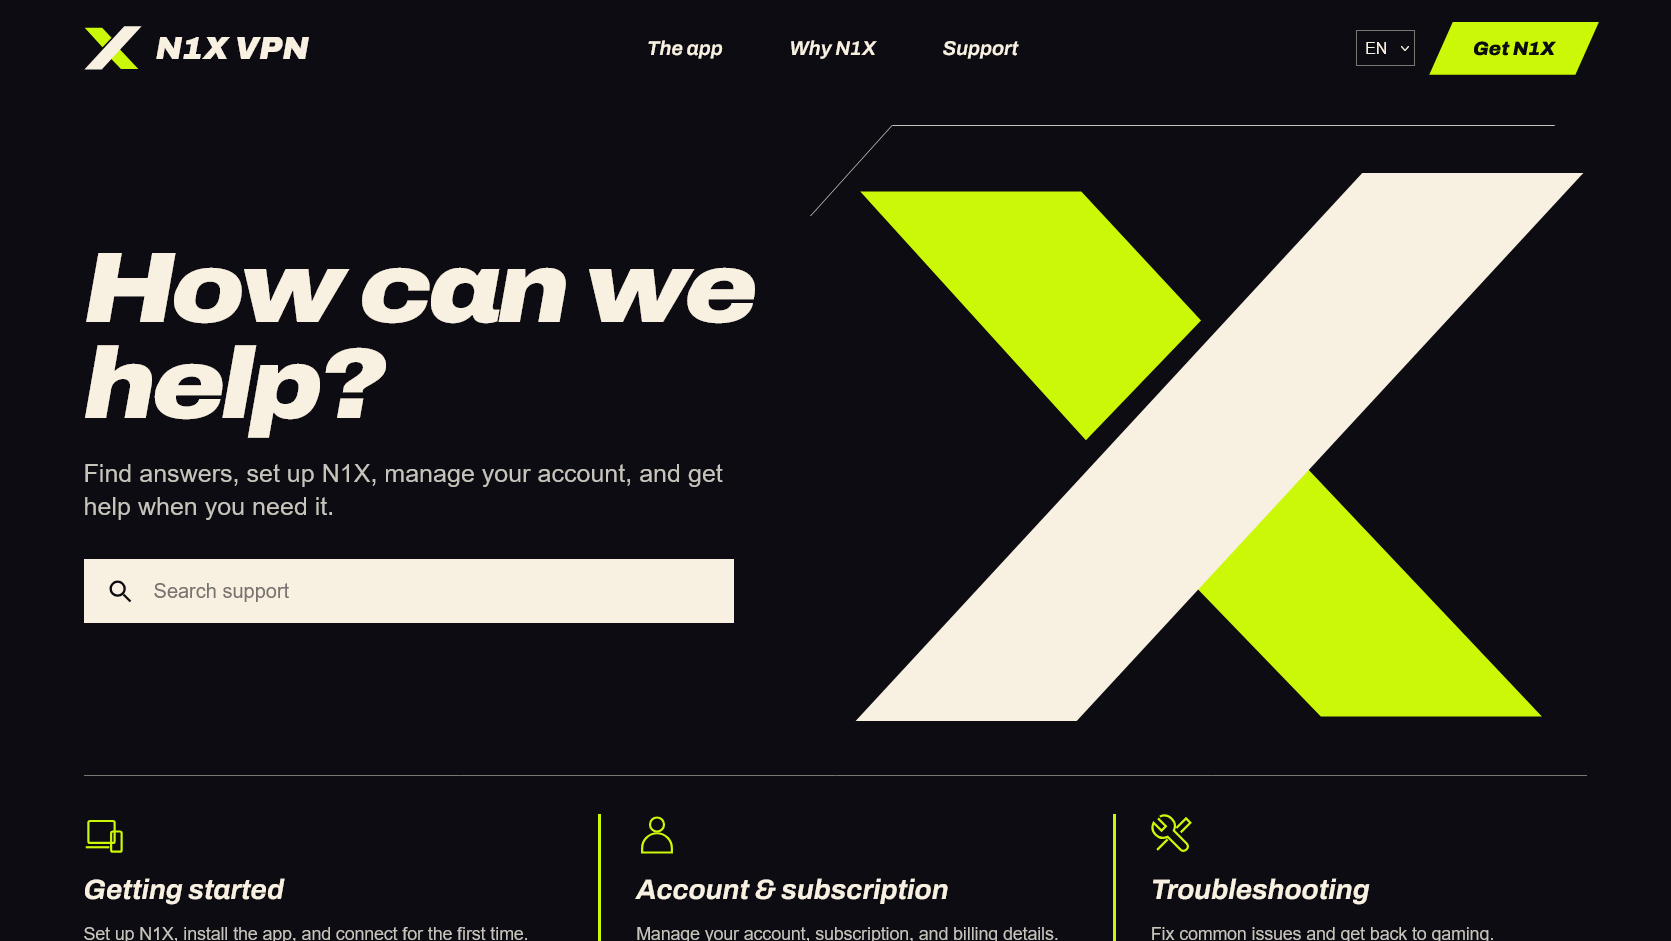 N1X VPN
The app
Why N1X
Support
EN
Get N1X
How can we
help?
Find answers, set up N1X, manage your account, and get
help when you need it.
Search support
Getting started
Account & subscription
Troubleshooting
Set up N1X, install the app, and connect for the first time.
Manage your account, subscription, and billing details.
Fix common issues and get back to gaming.